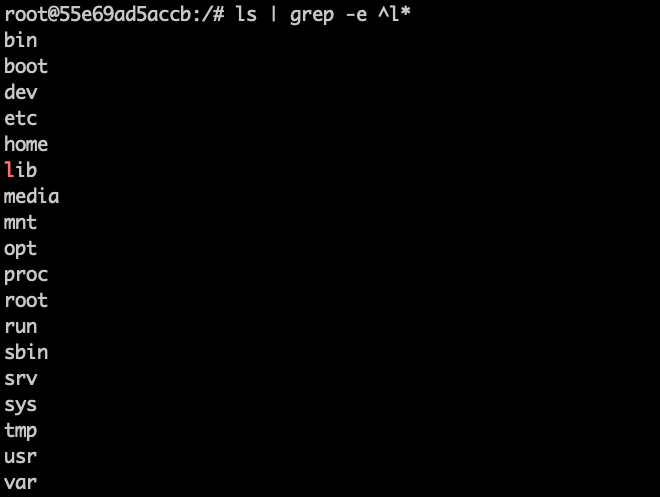 root@55e69ad5accb:/# ls | grep -e ^l*
bin
boot
dev
etc
home
lib
media
mnt
opt
proc
root
run
sbin
srv
sys
tmp
usr
var